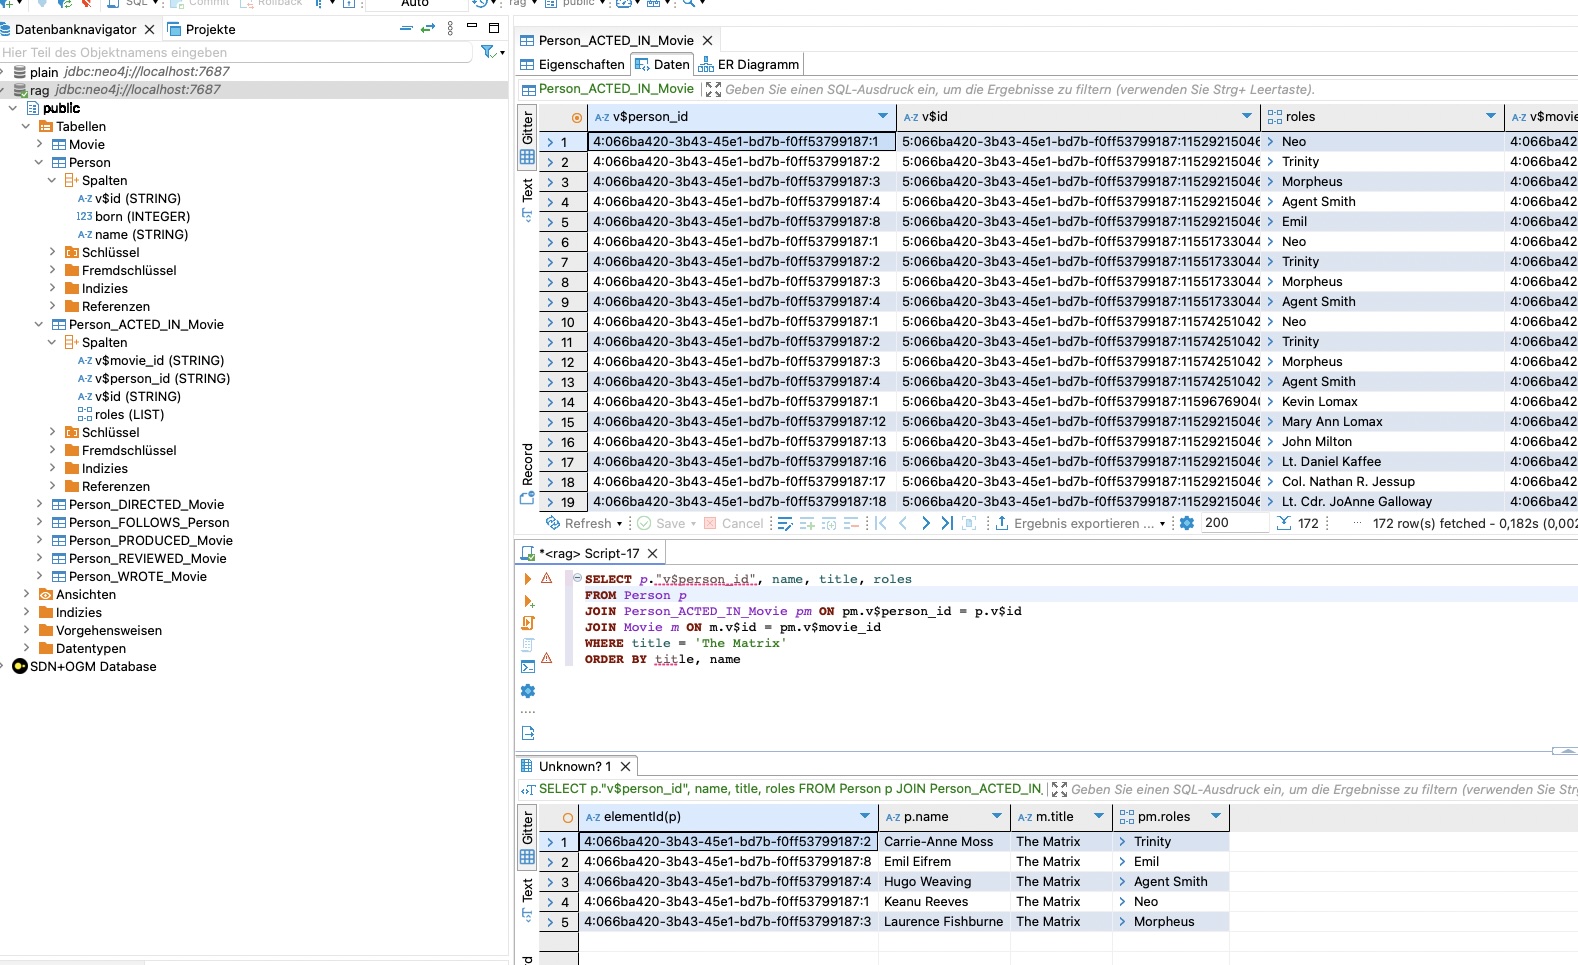 SQL
Commit
Rollback
Auto
rag
public
Datenbanknavigator
Projekte
Hier Teil des Objektnamens eingeben
plain jdbc:neo4j://localhost:7687
rag jdbc:neo4j://localhost:7687
public
Tabellen
Movie
Person
Spalten
A-Z v$id (STRING)
123 born (INTEGER)
A-Z name (STRING)
Schlüssel
Fremdschlüssel
Indizies
Referenzen
Person_ACTED_IN_Movie
Spalten
A-Z v$movie_id (STRING)
A-Z v$person_id (STRING)
A-Z v$id (STRING)
roles (LIST)
Schlüssel
Fremdschlüssel
Indizies
Referenzen
Person_DIRECTED_Movie
Person_FOLLOWS_Person
Person_PRODUCED_Movie
Person_REVIEWED_Movie
Person_WROTE_Movie
Ansichten
Indizies
Vorgehensweisen
Datentypen
SDN+OGM Database
Person_ACTED_IN_Movie
Eigenschaften Daten ER Diagramm
Person_ACTED_IN_Movie Geben Sie einen SQL-Ausdruck ein, um die Ergebnisse zu filtern (verwenden Sie Strg+ Leertaste).
Gitter
Text
Record
A-Z v$person_id A-Z v$id roles A-Z v$movie
1 4:066ba420-3b43-45e1-bd7b-f0ff53799187:1 5:066ba420-3b43-45e1-bd7b-f0ff53799187:11529215046 Neo 4:066ba42
2 4:066ba420-3b43-45e1-bd7b-f0ff53799187:2 5:066ba420-3b43-45e1-bd7b-f0ff53799187:11529215046 Trinity 4:066ba42
3 4:066ba420-3b43-45e1-bd7b-f0ff53799187:3 5:066ba420-3b43-45e1-bd7b-f0ff53799187:11529215046 Morpheus 4:066ba42
4 4:066ba420-3b43-45e1-bd7b-f0ff53799187:4 5:066ba420-3b43-45e1-bd7b-f0ff53799187:11529215046 Agent Smith 4:066ba42
5 4:066ba420-3b43-45e1-bd7b-f0ff53799187:8 5:066ba420-3b43-45e1-bd7b-f0ff53799187:11529215046 Emil 4:066ba42
6 4:066ba420-3b43-45e1-bd7b-f0ff53799187:1 5:066ba420-3b43-45e1-bd7b-f0ff53799187:11551733044 Neo 4:066ba42
7 4:066ba420-3b43-45e1-bd7b-f0ff53799187:2 5:066ba420-3b43-45e1-bd7b-f0ff53799187:11551733044 Trinity 4:066ba42
8 4:066ba420-3b43-45e1-bd7b-f0ff53799187:3 5:066ba420-3b43-45e1-bd7b-f0ff53799187:11551733044 Morpheus 4:066ba42
9 4:066ba420-3b43-45e1-bd7b-f0ff53799187:4 5:066ba420-3b43-45e1-bd7b-f0ff53799187:11551733044 Agent Smith 4:066ba42
10 4:066ba420-3b43-45e1-bd7b-f0ff53799187:1 5:066ba420-3b43-45e1-bd7b-f0ff53799187:11574251042 Neo 4:066ba42
11 4:066ba420-3b43-45e1-bd7b-f0ff53799187:2 5:066ba420-3b43-45e1-bd7b-f0ff53799187:11574251042 Trinity 4:066ba42
12 4:066ba420-3b43-45e1-bd7b-f0ff53799187:3 5:066ba420-3b43-45e1-bd7b-f0ff53799187:11574251042 Morpheus 4:066ba42
13 4:066ba420-3b43-45e1-bd7b-f0ff53799187:4 5:066ba420-3b43-45e1-bd7b-f0ff53799187:11574251042 Agent Smith 4:066ba42
14 4:066ba420-3b43-45e1-bd7b-f0ff53799187:1 5:066ba420-3b43-45e1-bd7b-f0ff53799187:11596769040 Kevin Lomax 4:066ba42
15 4:066ba420-3b43-45e1-bd7b-f0ff53799187:12 5:066ba420-3b43-45e1-bd7b-f0ff53799187:11529215046 Mary Ann Lomax 4:066ba42
16 4:066ba420-3b43-45e1-bd7b-f0ff53799187:13 5:066ba420-3b43-45e1-bd7b-f0ff53799187:11529215046 John Milton 4:066ba42
17 4:066ba420-3b43-45e1-bd7b-f0ff53799187:16 5:066ba420-3b43-45e1-bd7b-f0ff53799187:11529215046 Lt. Daniel Kaffee 4:066ba42
18 4:066ba420-3b43-45e1-bd7b-f0ff53799187:17 5:066ba420-3b43-45e1-bd7b-f0ff53799187:11529215046 Col. Nathan R. Jessup 4:066ba42
19 4:066ba420-3b43-45e1-bd7b-f0ff53799187:18 5:066ba420-3b43-45e1-bd7b-f0ff53799187:11529215046 Lt. Cdr. JoAnne Galloway 4:066ba42
Refresh Save Cancel Ergebnis exportieren ... 200 172 ... 172 row(s) fetched - 0,182s (0,002
*<rag> Script-17
SELECT p."v$person_id", name, title, roles
FROM Person p
JOIN Person_ACTED_IN_Movie pm ON pm.v$person_id = p.v$id
JOIN Movie m ON m.v$id = pm.v$movie_id
WHERE title = 'The Matrix'
ORDER BY title, name
Unknown? 1
SELECT p."v$person_id", name, title, roles FROM Person p JOIN Person_ACTED_IN_ Geben Sie einen SQL-Ausdruck ein, um die Ergebnisse zu filtern (verwenden Sie Str
Gitter
Text
A-Z elementId(p) A-Z p.name A-Z m.title pm.roles
1 4:066ba420-3b43-45e1-bd7b-f0ff53799187:2 Carrie-Anne Moss The Matrix Trinity
2 4:066ba420-3b43-45e1-bd7b-f0ff53799187:8 Emil Eifrem The Matrix Emil
3 4:066ba420-3b43-45e1-bd7b-f0ff53799187:4 Hugo Weaving The Matrix Agent Smith
4 4:066ba420-3b43-45e1-bd7b-f0ff53799187:1 Keanu Reeves The Matrix Neo
5 4:066ba420-3b43-45e1-bd7b-f0ff53799187:3 Laurence Fishburne The Matrix Morpheus